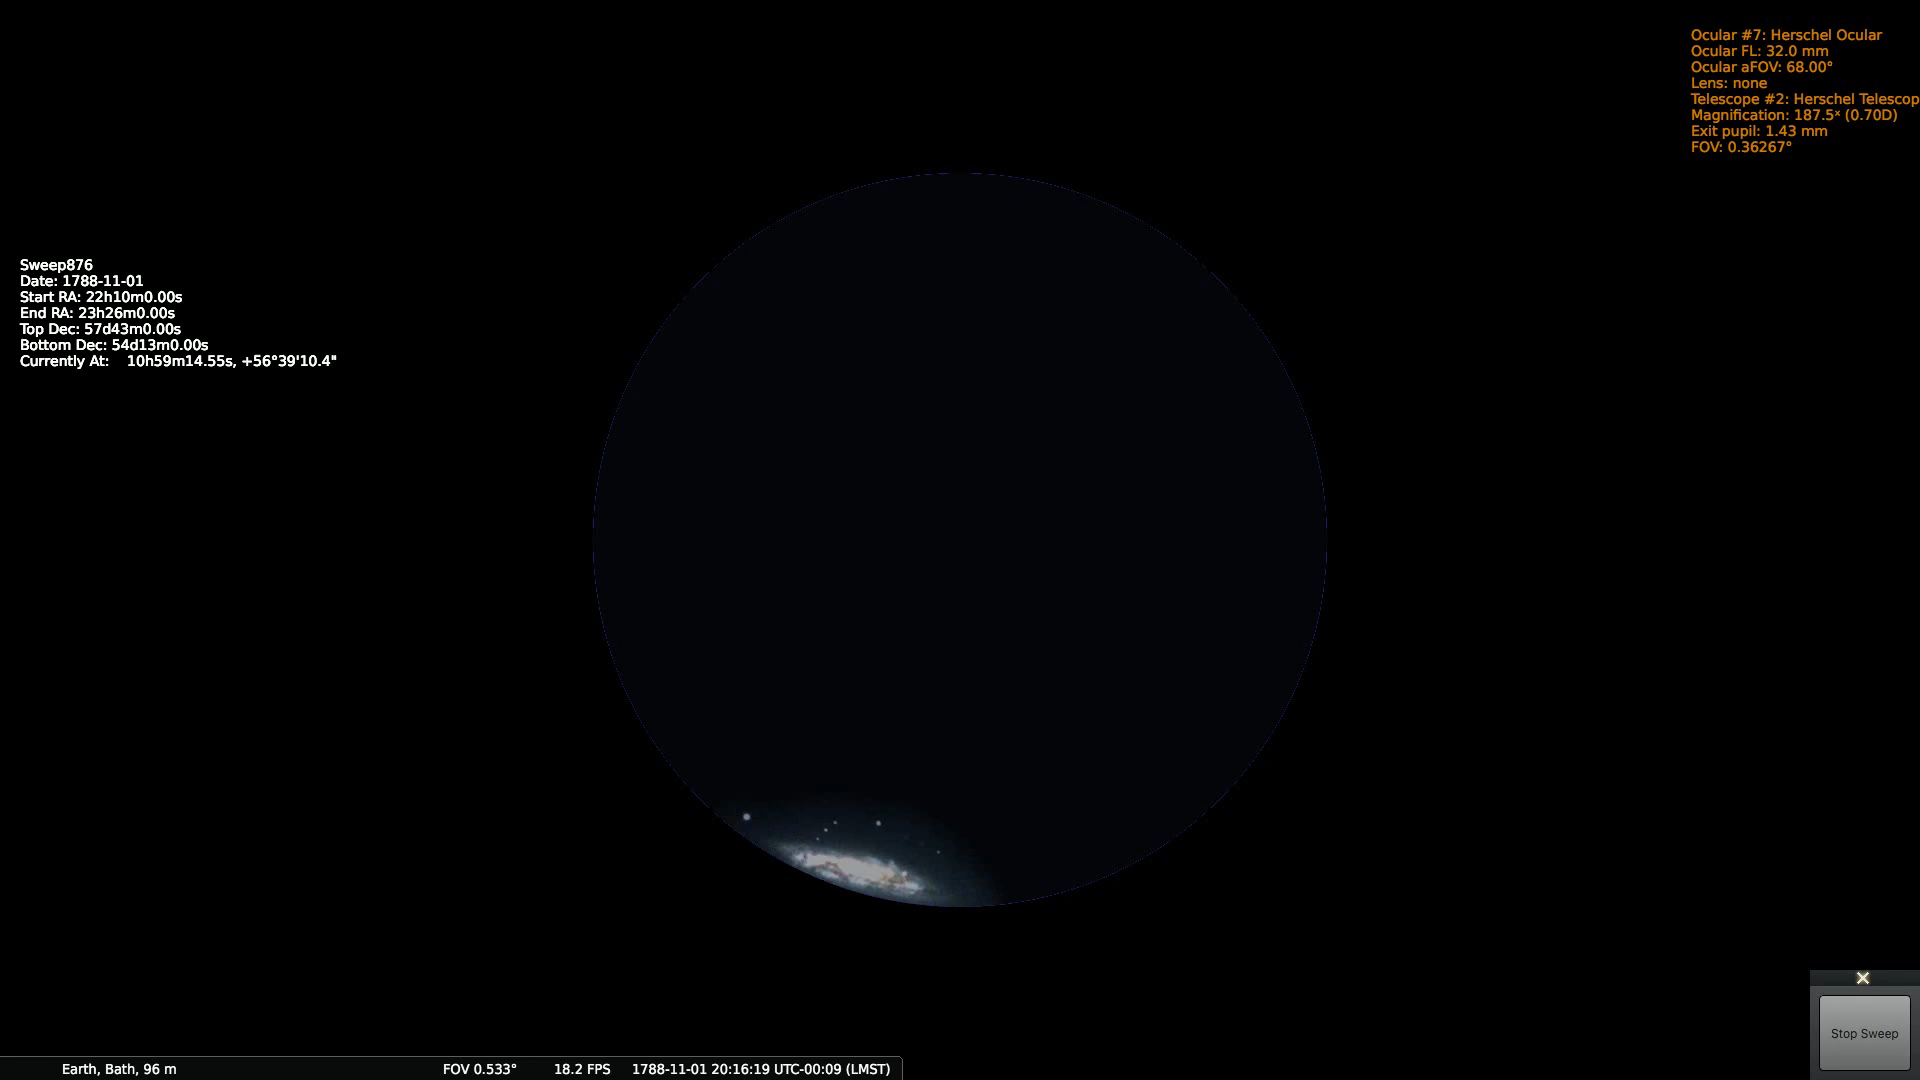 Ocular #7: Herschel Ocular
Ocular FL: 32.0 mm
Ocular aFOV: 68.00°
Lens: none
Telescope #2: Herschel Telescop
Magnification: 187.5ˣ (0.70D)
Exit pupil: 1.43 mm
FOV: 0.36267°
Sweep876
Date: 1788-11-01
Start RA: 22h10m0.00s
End RA: 23h26m0.00s
Top Dec: 57d43m0.00s
Bottom Dec: 54d13m0.00s
Currently At: 10h59m14.55s, +56°39'10.4"
Stop Sweep
Earth, Bath, 96 m FOV 0.533° 18.2 FPS 1788-11-01 20:16:19 UTC-00:09 (LMST)